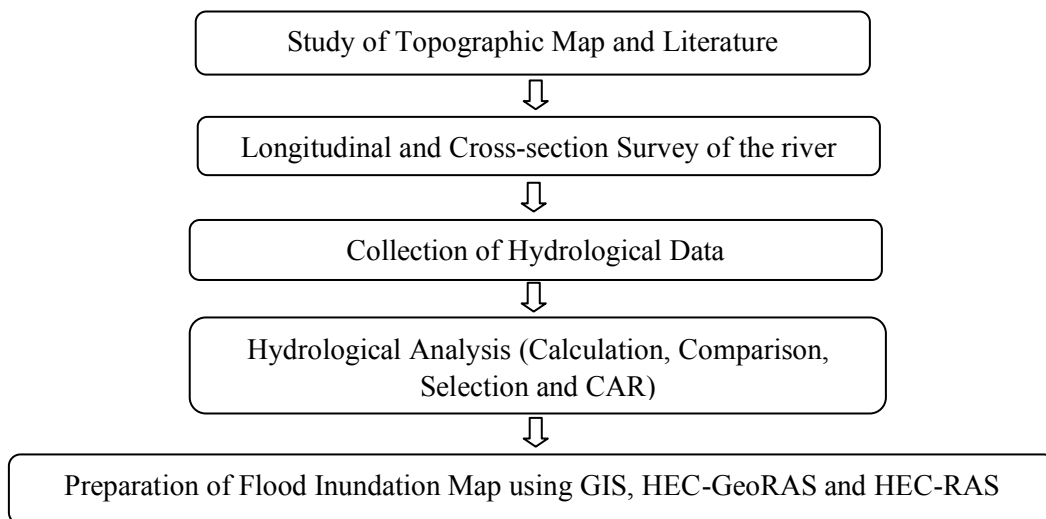 Study of Topographic Map and Literature
Longitudinal and Cross-section Survey of the river
Collection of Hydrological Data
Hydrological Analysis (Calculation, Comparison,
Selection and CAR)
Preparation of Flood Inundation Map using GIS, HEC-GeoRAS and HEC-RAS